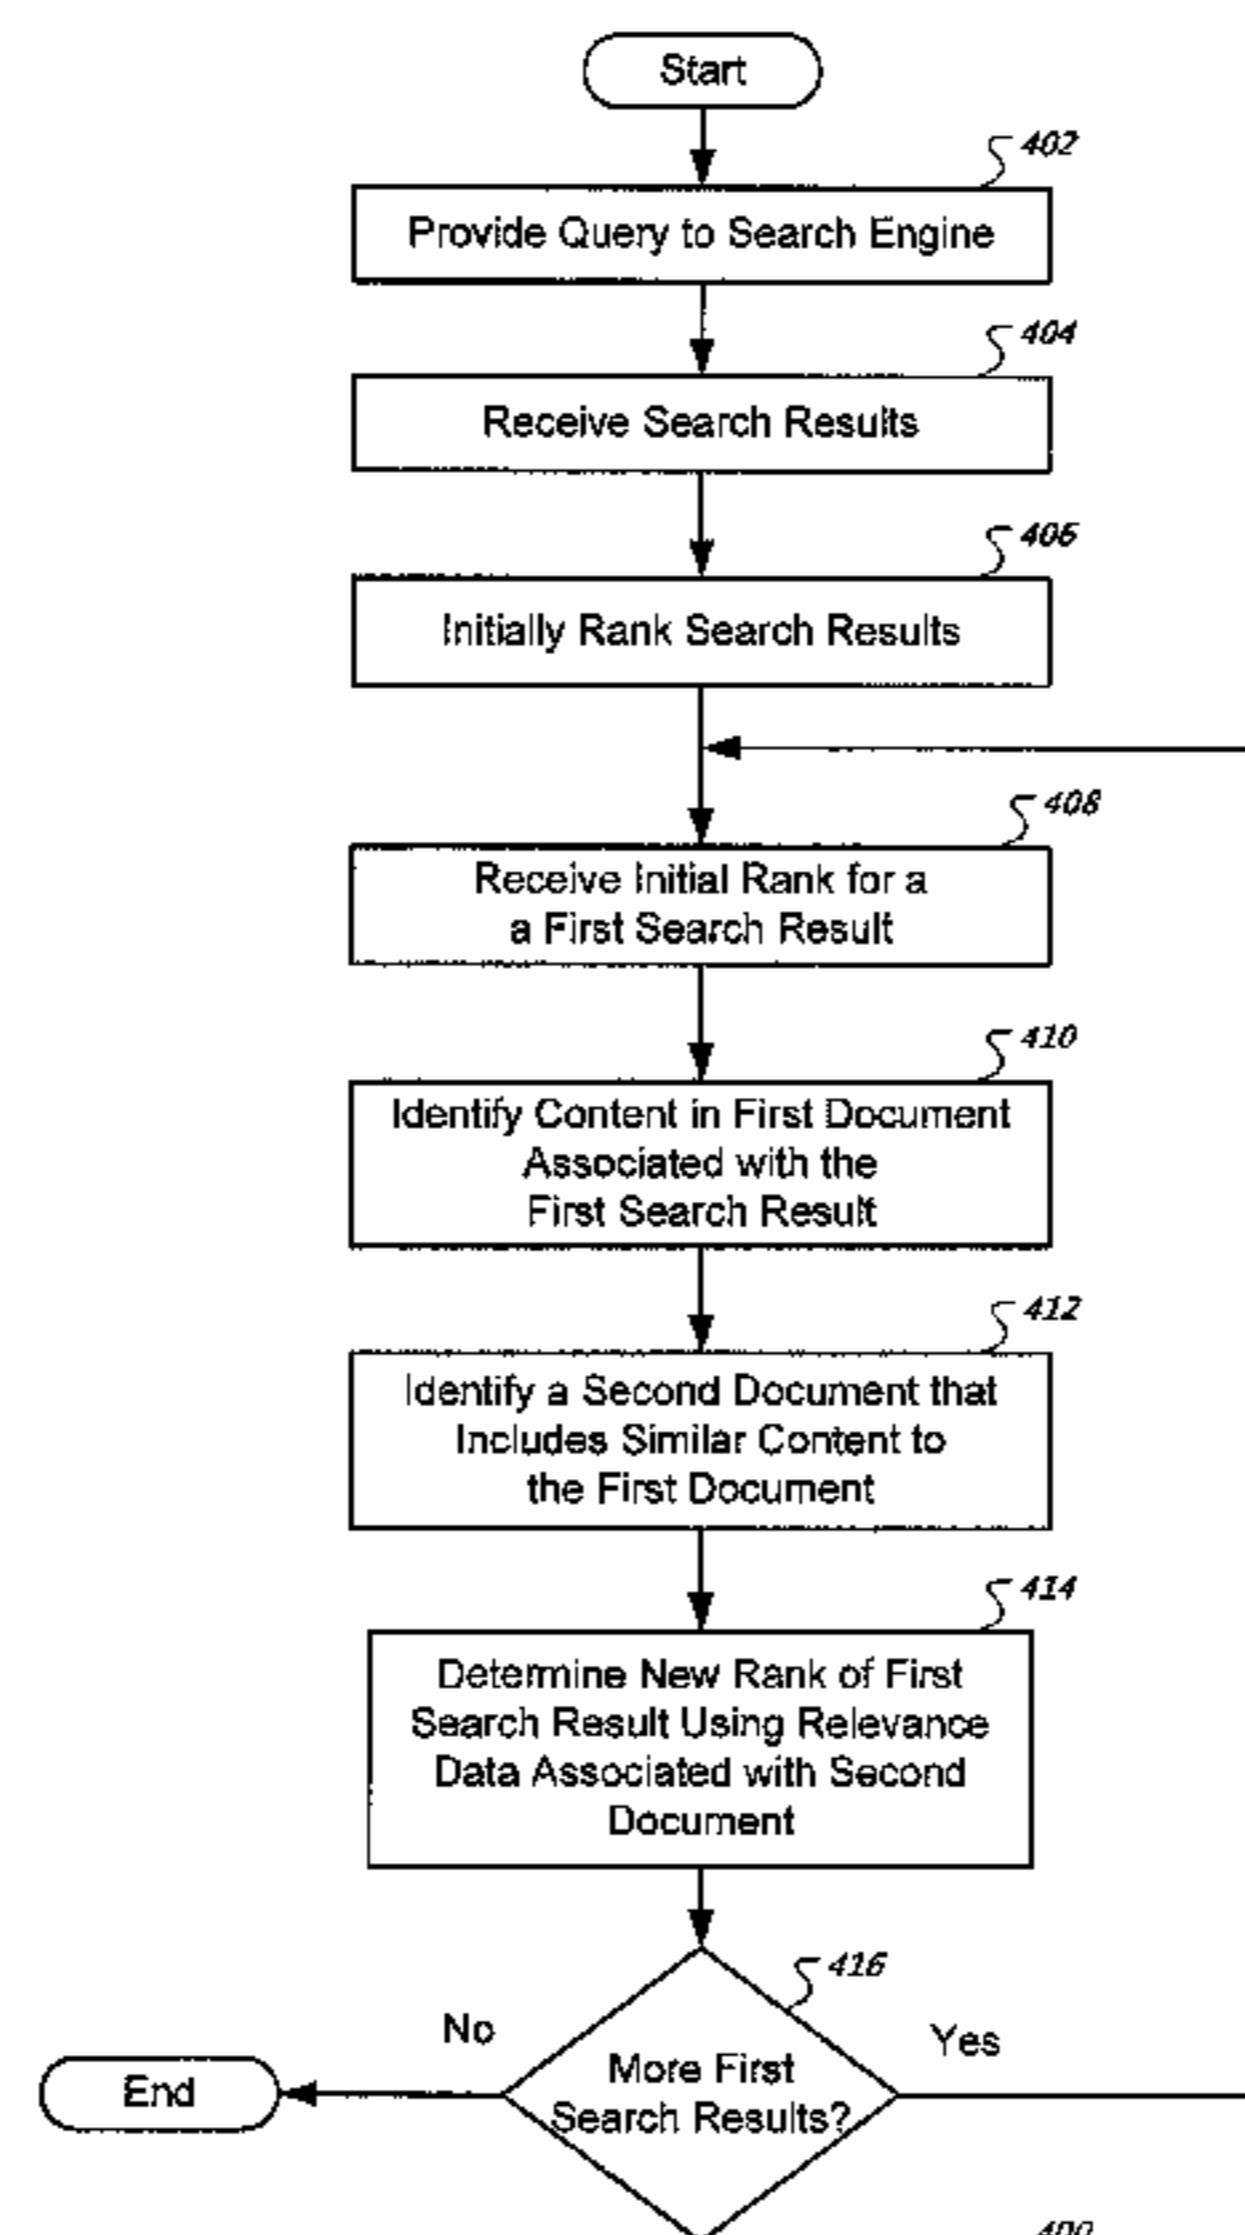 Start
402
Provide Query to Search Engine
404
Receive Search Results
406
Initially Rank Search Results
408
Receive Initial Rank for a
a First Search Result
410
Identify Content in First Document
Associated with the
First Search Result
412
Identify a Second Document that
Includes Similar Content to
the First Document
414
Determine New Rank of First
Search Result Using Relevance
Data Associated with Second
Document
416
No
Yes
End
More First
Search Results?
400